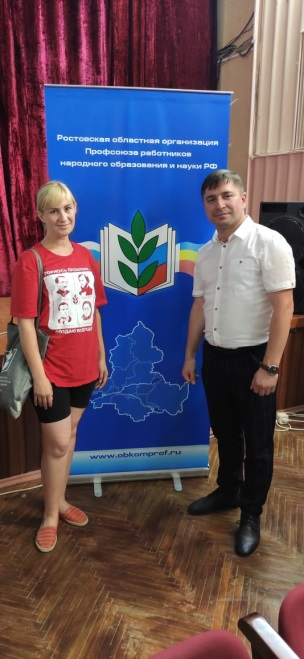 Ростовская областная организация
Профсоюза работников
народного образования и науки РФ
www.obkomprof.ru